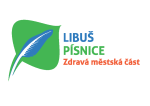 LIBUŠ
PÍSNICE
Zdravá městská část